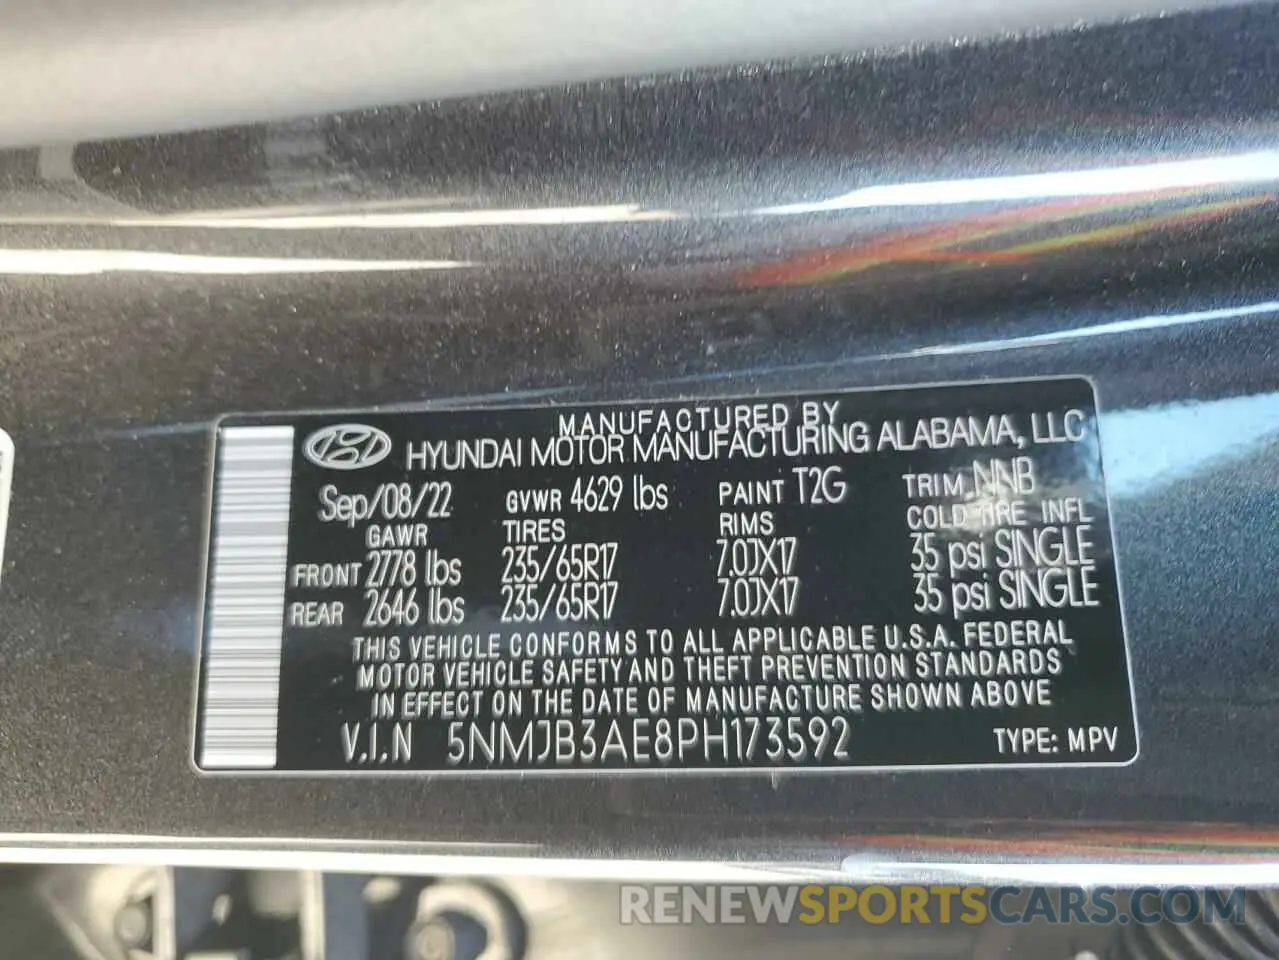 MANUFACTURED BY
HYUNDAI MOTOR MANUFACTURING ALABAMA, LLC
Sep/08/22 GVWR 4629 lbs PAINT T2G TRIM NNB
GAWR TIRES RIMS COLD TIRE INFL
FRONT 2778 lbs 235/65R17 7.0JX17 35 psi SINGLE
REAR 2646 lbs 235/65R17 7.0JX17 35 psi SINGLE
THIS VEHICLE CONFORMS TO ALL APPLICABLE U.S.A. FEDERAL
MOTOR VEHICLE SAFETY AND THEFT PREVENTION STANDARDS
IN EFFECT ON THE DATE OF MANUFACTURE SHOWN ABOVE
V.I.N 5NMJB3AE8PH173592 TYPE: MPV
RENEWSPORTSCARS.COM